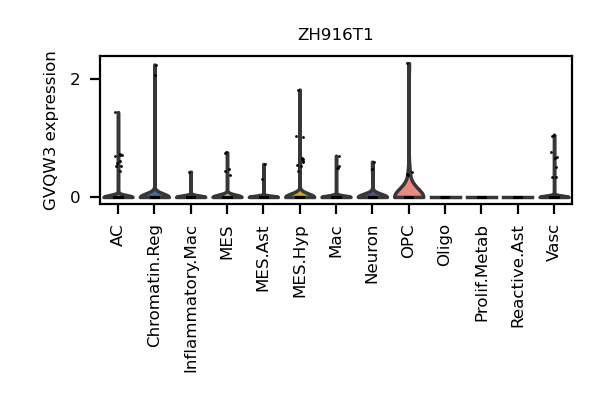 ZH916T1
GVQW3 expression
2
0
AC
Chromatin.Reg
Inflammatory.Mac
MES
MES.Ast
MES.Hyp
Mac
Neuron
OPC
Oligo
Prolif.Metab
Reactive.Ast
Vasc